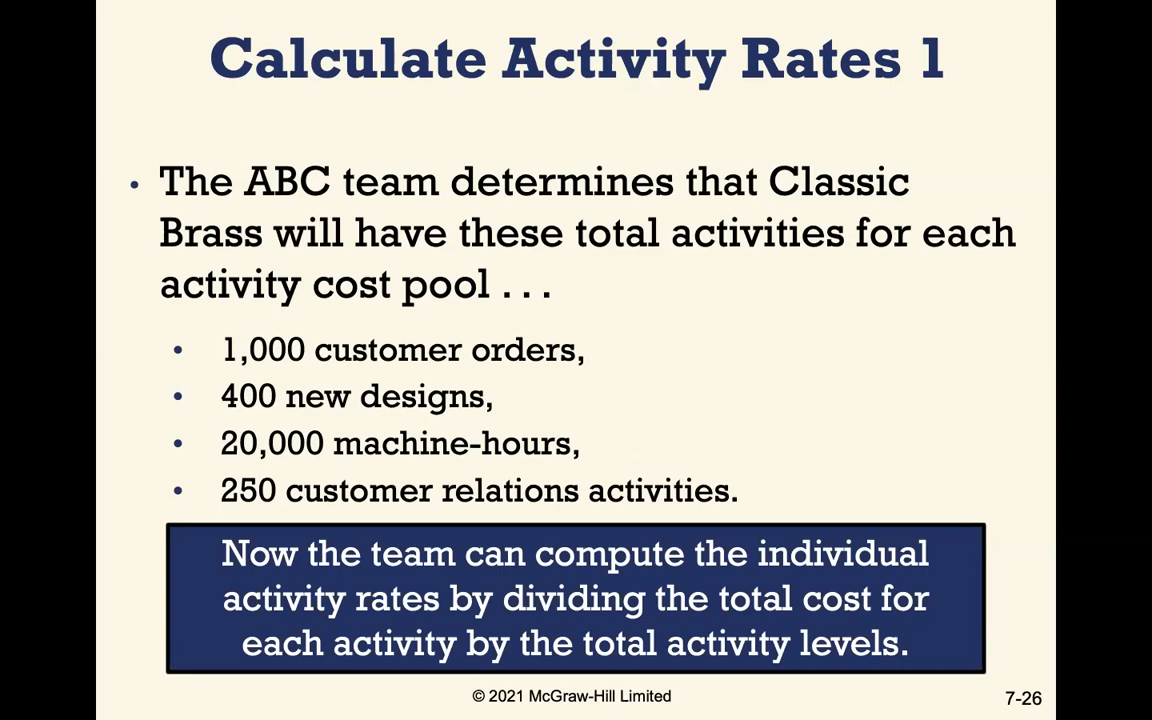 Calculate Activity Rates 1
• The ABC team determines that Classic
Brass will have these total activities for each
activity cost pool . . .
• 1,000 customer orders,
• 400 new designs,
• 20,000 machine-hours,
• 250 customer relations activities.
Now the team can compute the individual
activity rates by dividing the total cost for
each activity by the total activity levels.
© 2021 McGraw-Hill Limited
7-26